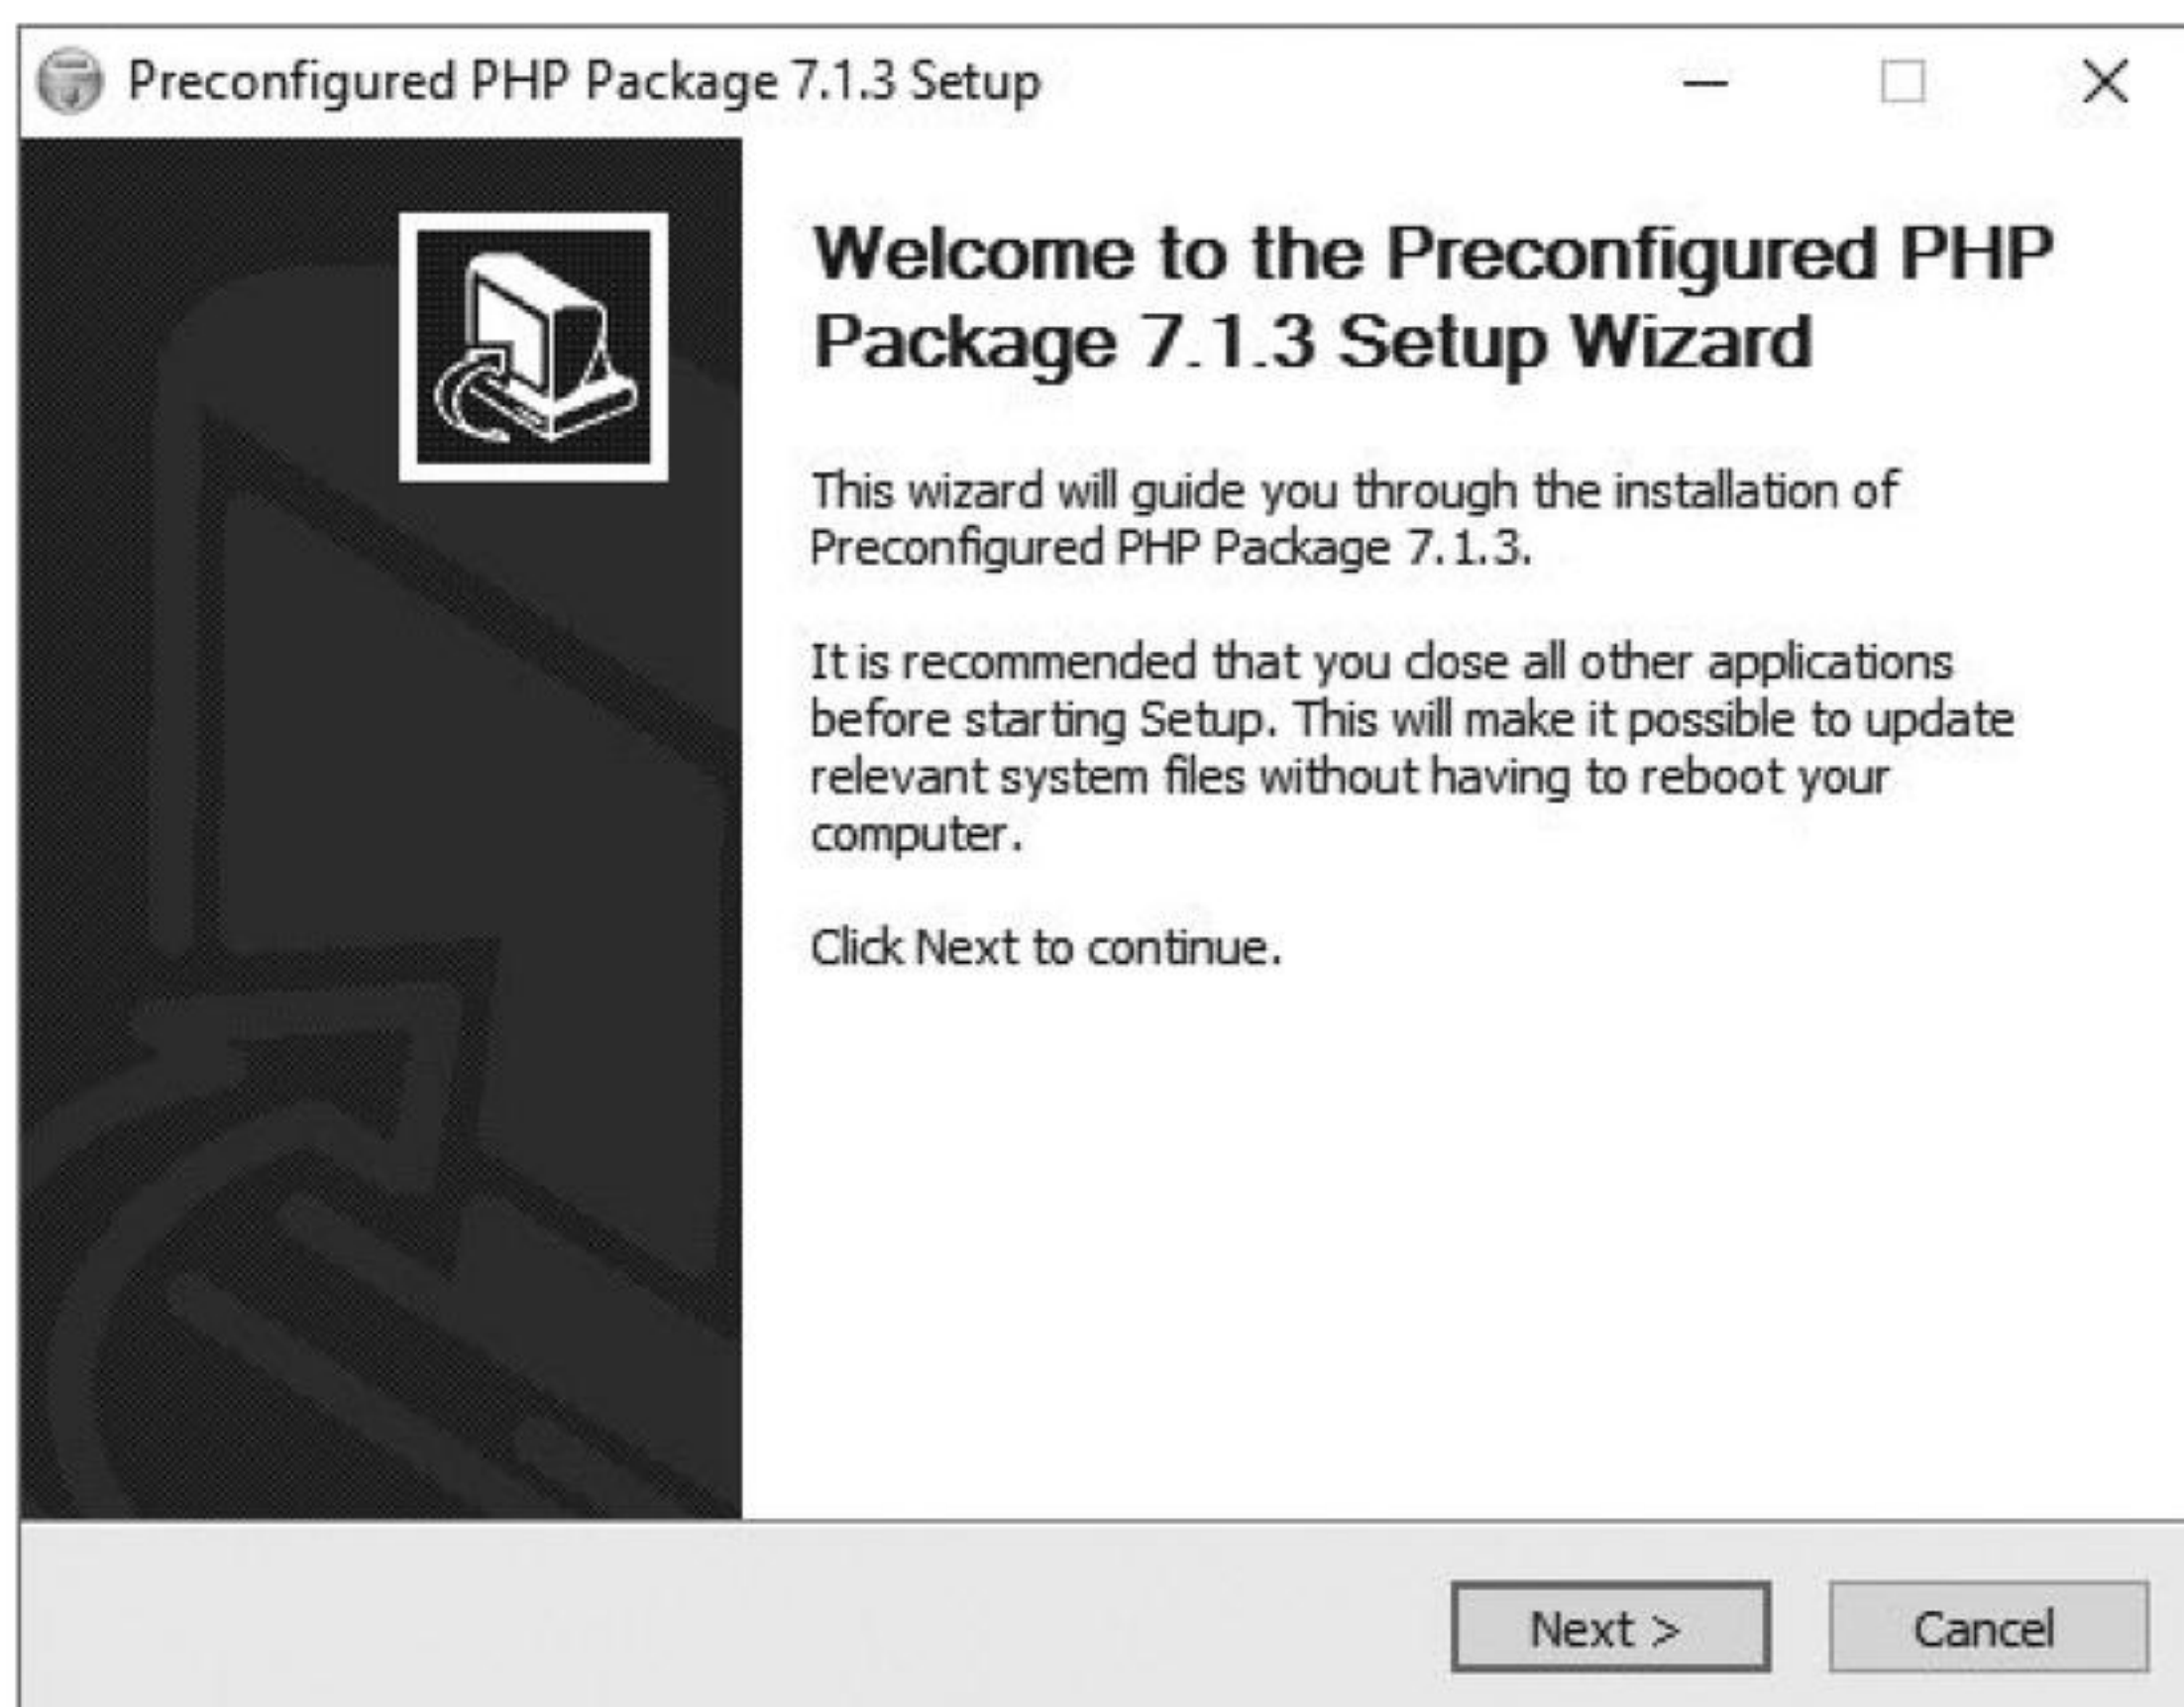 Preconfigured PHP Package 7.1.3 Setup
Welcome to the Preconfigured PHP
Package 7.1.3 Setup Wizard
This wizard will guide you through the installation of
Preconfigured PHP Package 7.1.3.
It is recommended that you close all other applications
before starting Setup. This will make it possible to update
relevant system files without having to reboot your
computer.
Click Next to continue.
Next >
Cancel